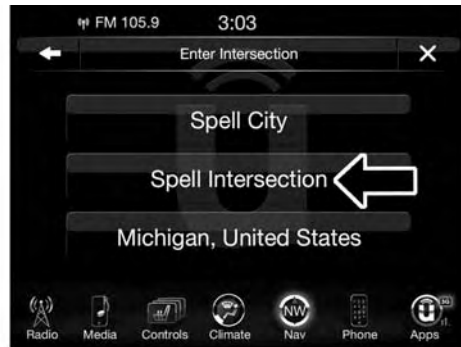 FM 105.9 3:03
Enter Intersection
Spell City
Spell Intersection
Michigan, United States
NW 3G
Radio Media Controls Climate Nav Phone Apps